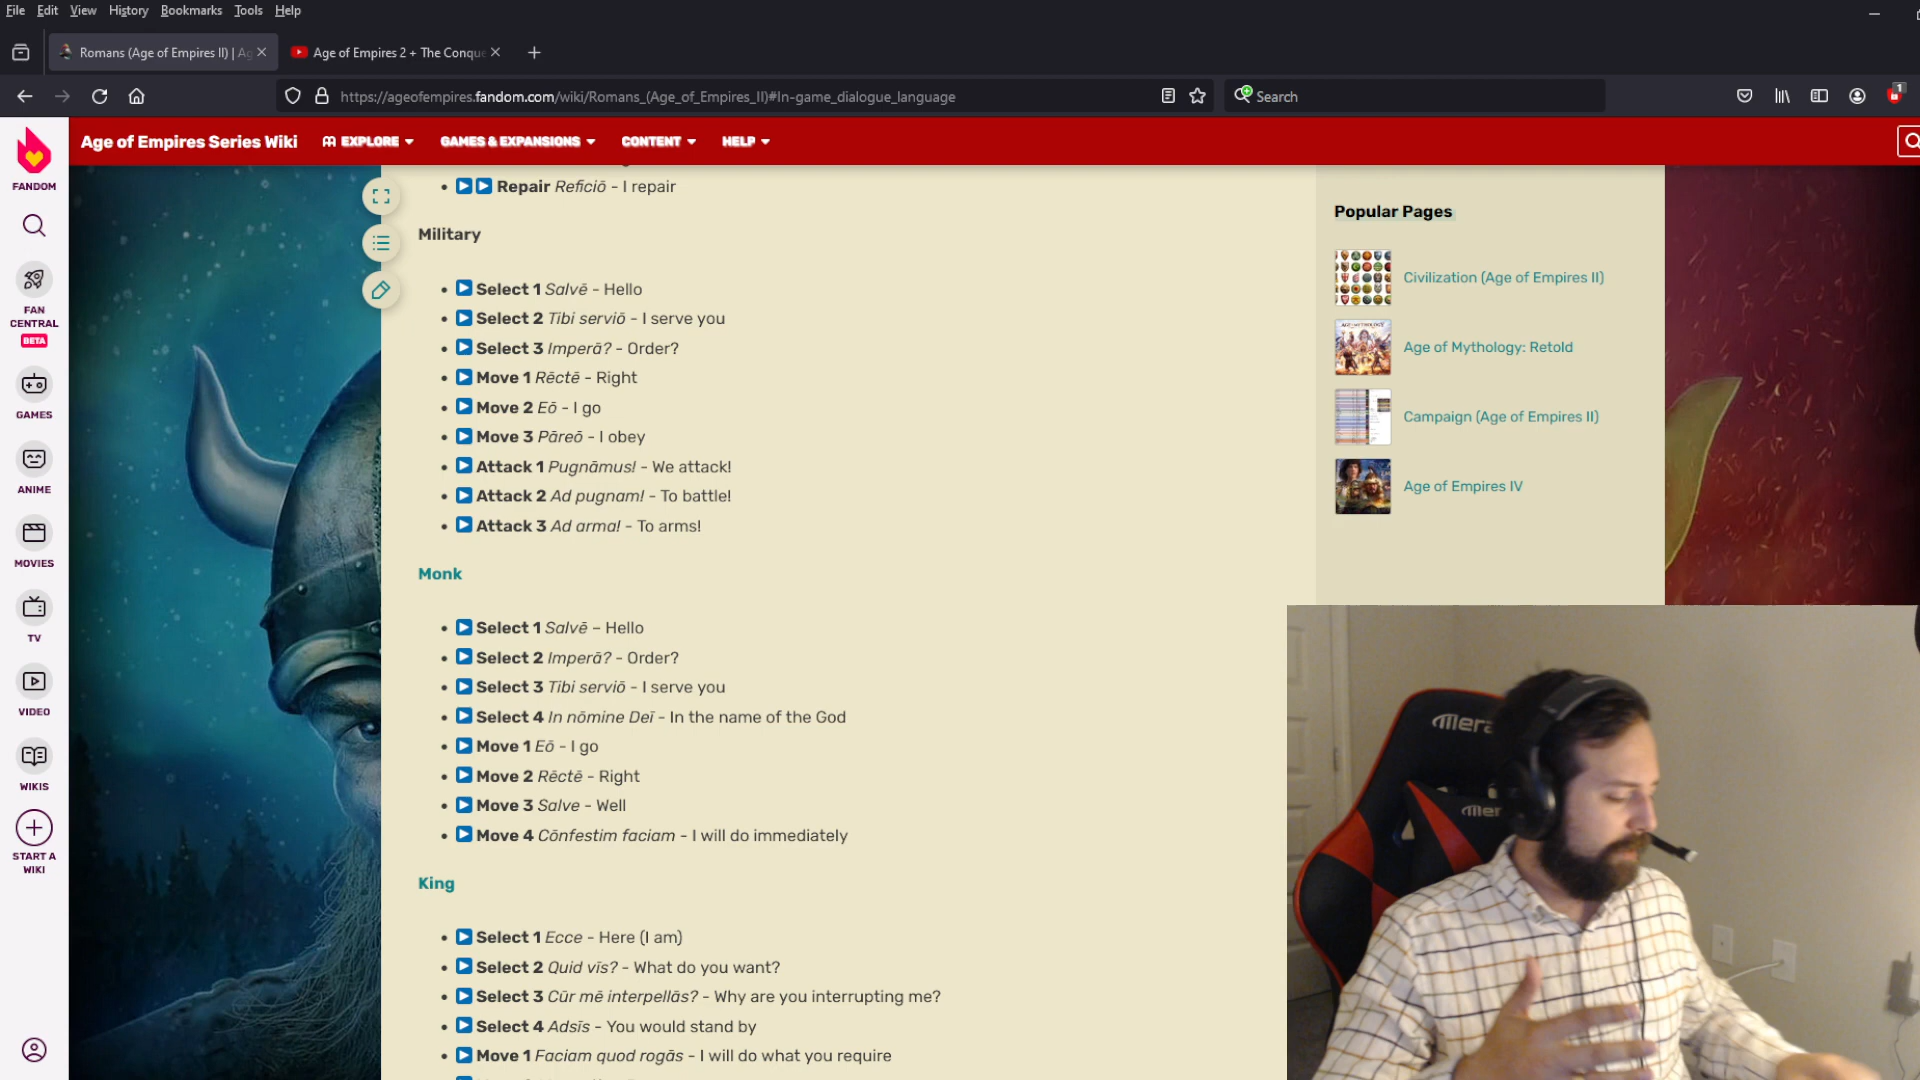 File Edit View History Bookmarks Tools Help
Romans (Age of Empires II) | Ag
Age of Empires 2 + The Conque
https://ageofempires.fandom.com/wiki/Romans_(Age_of_Empires_II)#In-game_dialogue_language
Search
1
Age of Empires Series Wiki
EXPLORE
GAMES & EXPANSIONS
CONTENT
HELP
FANDOM
FAN CENTRAL
BETA
GAMES
ANIME
MOVIES
TV
VIDEO
WIKIS
START A WIKI
Repair Reficiō - I repair
Military
Select 1 Salvē - Hello
Select 2 Tibi serviō - I serve you
Select 3 Imperā? - Order?
Move 1 Rēctē - Right
Move 2 Eō - I go
Move 3 Pāreō - I obey
Attack 1 Pugnāmus! - We attack!
Attack 2 Ad pugnam! - To battle!
Attack 3 Ad arma! - To arms!
Monk
Select 1 Salvē – Hello
Select 2 Imperā? - Order?
Select 3 Tibi serviō - I serve you
Select 4 In nōmine Deī - In the name of the God
Move 1 Eō - I go
Move 2 Rēctē - Right
Move 3 Salve - Well
Move 4 Cōnfestim faciam - I will do immediately
King
Select 1 Ecce - Here (I am)
Select 2 Quid vīs? - What do you want?
Select 3 Cūr mē interpellās? - Why are you interrupting me?
Select 4 Adsīs - You would stand by
Move 1 Faciam quod rogās - I will do what you require
Popular Pages
Civilization (Age of Empires II)
Age of Mythology: Retold
Campaign (Age of Empires II)
Age of Empires IV